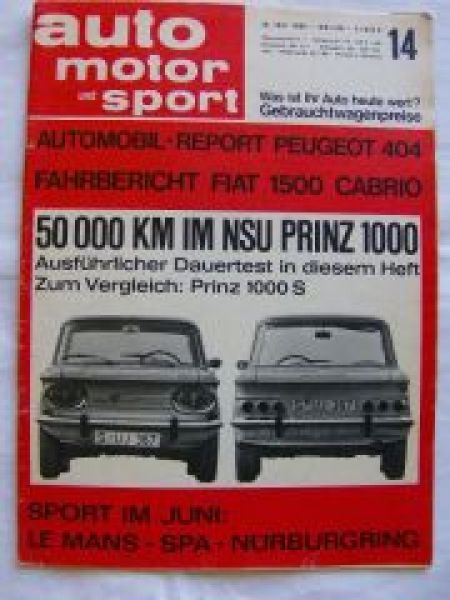 auto
motor
und sport
14
Was ist Ihr Auto heute wert?
Gebrauchtwagenpreise
AUTOMOBIL-REPORT PEUGEOT 404
FAHRBERICHT FIAT 1500 CABRIO
50 000 KM IM NSU PRINZ 1000
Ausführlicher Dauertest in diesem Heft
Zum Vergleich: Prinz 1000 S
SPORT IM JUNI:
LE MANS - SPA - NÜRBURGRING